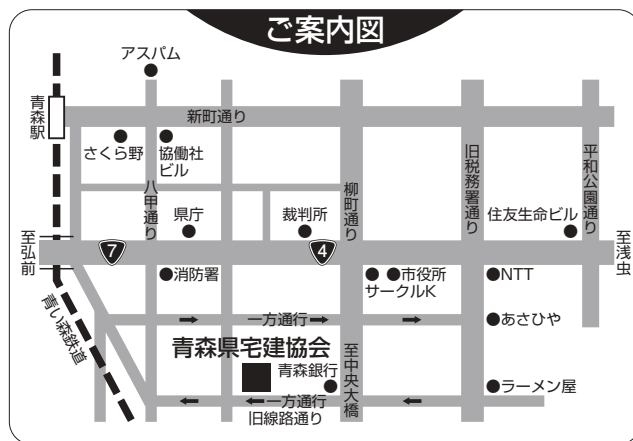 ご案内図
アスパム
青森駅
新町通り
さくら野
協働社
ビル
八甲通り
柳町通り
旧税務署通り
平和公園通り
県庁
裁判所
住友生命ビル
至弘前
7
4
至浅虫
消防署
市役所
サークルK
NTT
青い森鉄道
一方通行
あさひや
青森県宅建協会
青森銀行
至中央大橋
ラーメン屋
一方通行
旧線路通り